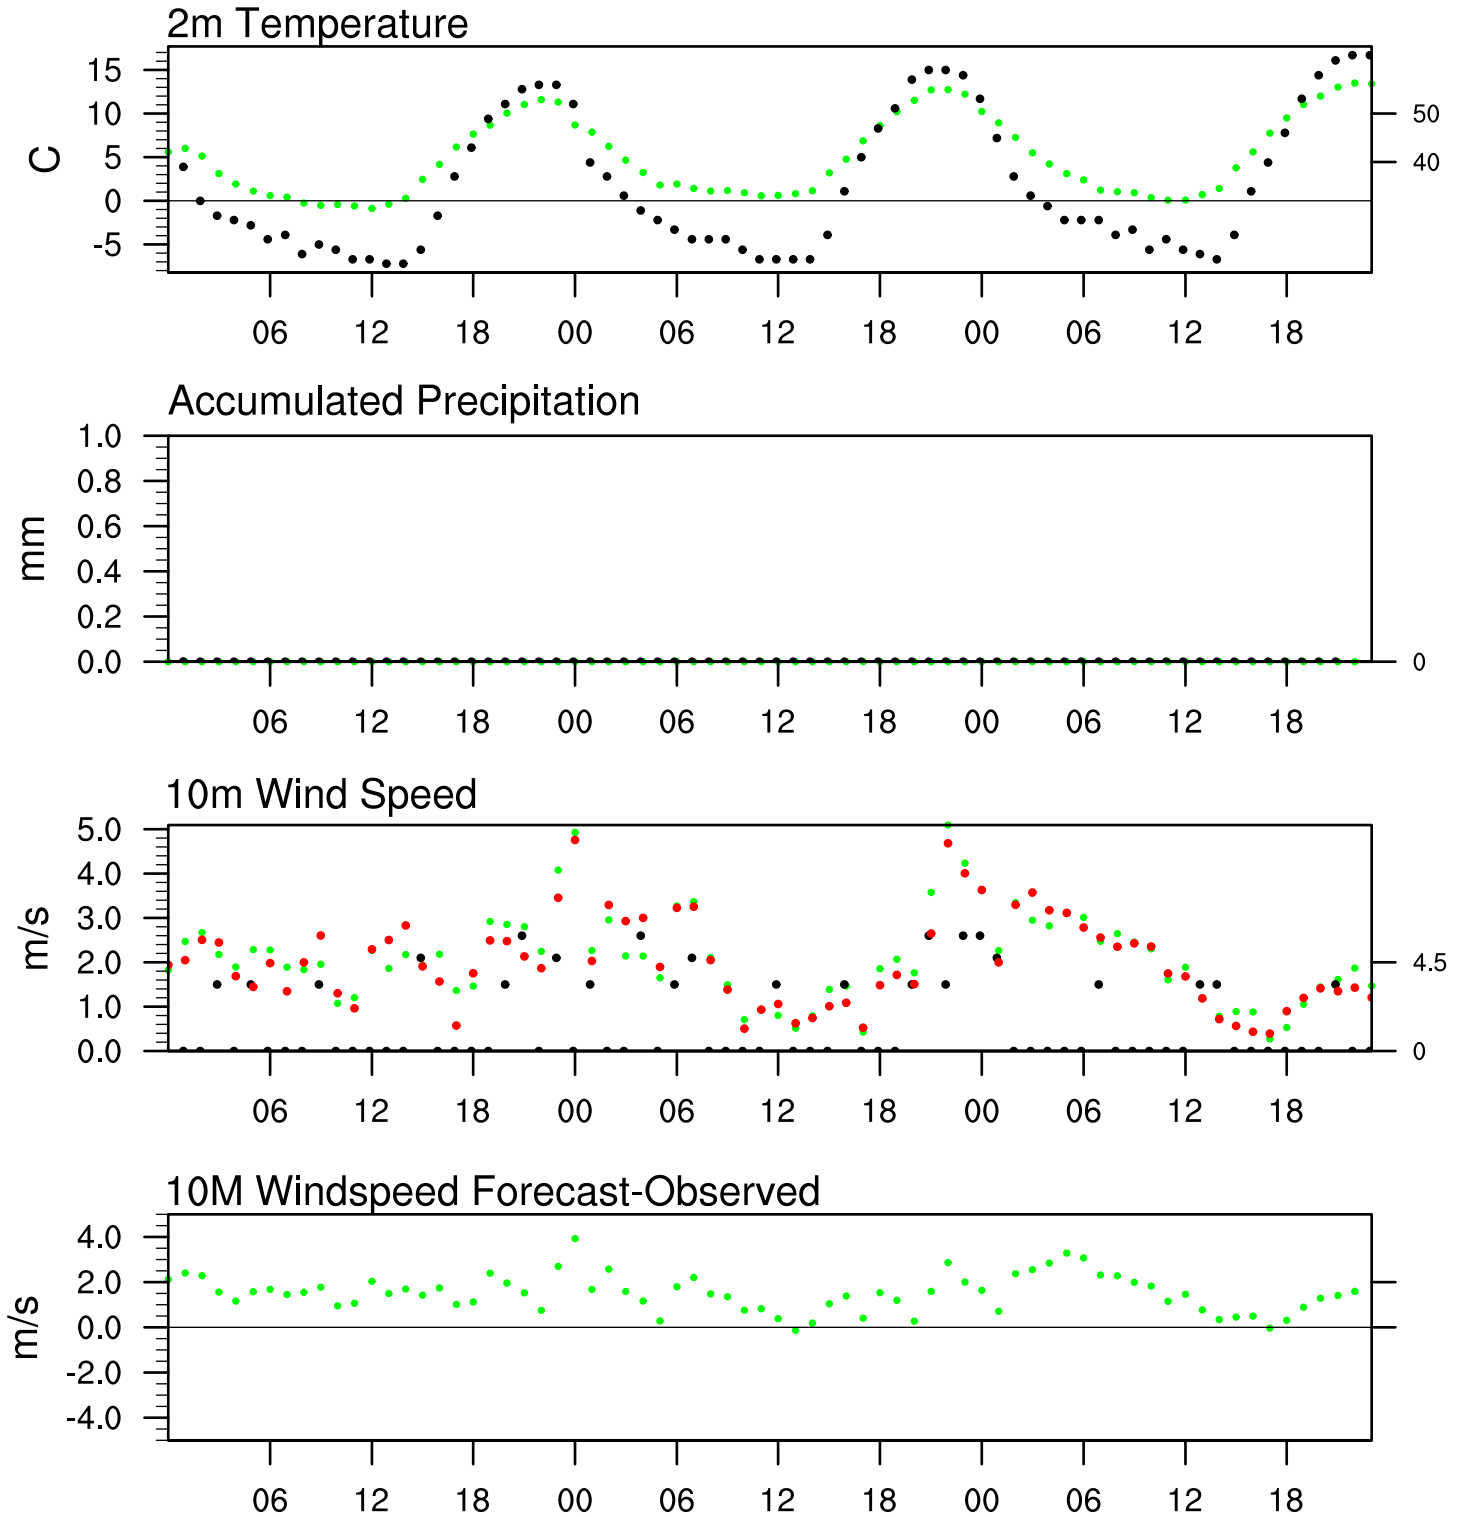 2m Temperature
15
10
5
0
-5
C
50
40
06 12 18 00 06 12 18 00 06 12 18
Accumulated Precipitation
1.0
0.8
0.6
0.4
0.2
0.0
mm
0
06 12 18 00 06 12 18 00 06 12 18
10m Wind Speed
5.0
4.0
3.0
2.0
1.0
0.0
m/s
4.5
0
06 12 18 00 06 12 18 00 06 12 18
10M Windspeed Forecast-Observed
4.0
2.0
0.0
-2.0
-4.0
m/s
06 12 18 00 06 12 18 00 06 12 18